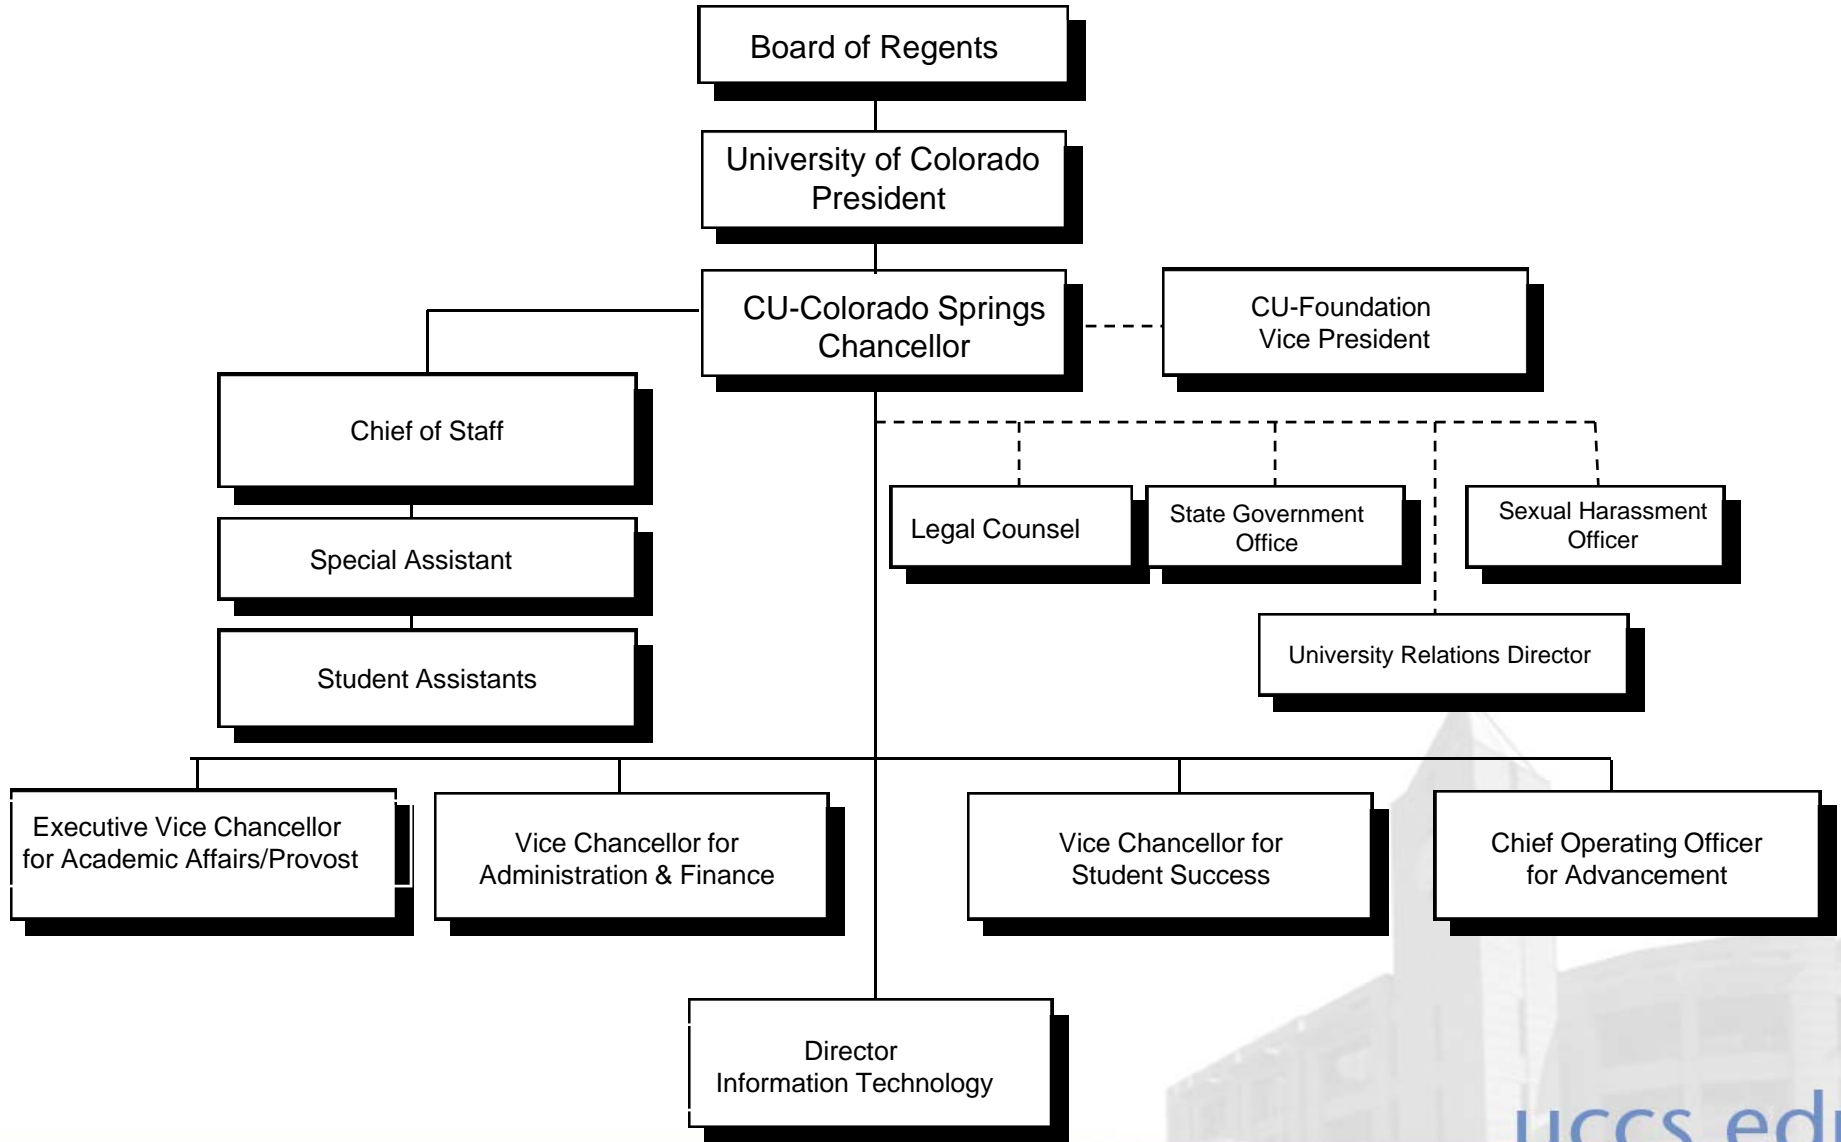 Board of Regents
University of Colorado
President
CU-Colorado Springs
Chancellor
CU-Foundation
Vice President
Chief of Staff
Legal Counsel
State Government
Office
Sexual Harassment
Officer
Special Assistant
University Relations Director
Student Assistants
Executive Vice Chancellor
for Academic Affairs/Provost
Vice Chancellor for
Administration & Finance
Vice Chancellor for
Student Success
Chief Operating Officer
for Advancement
Director
Information Technology
uccs.edu